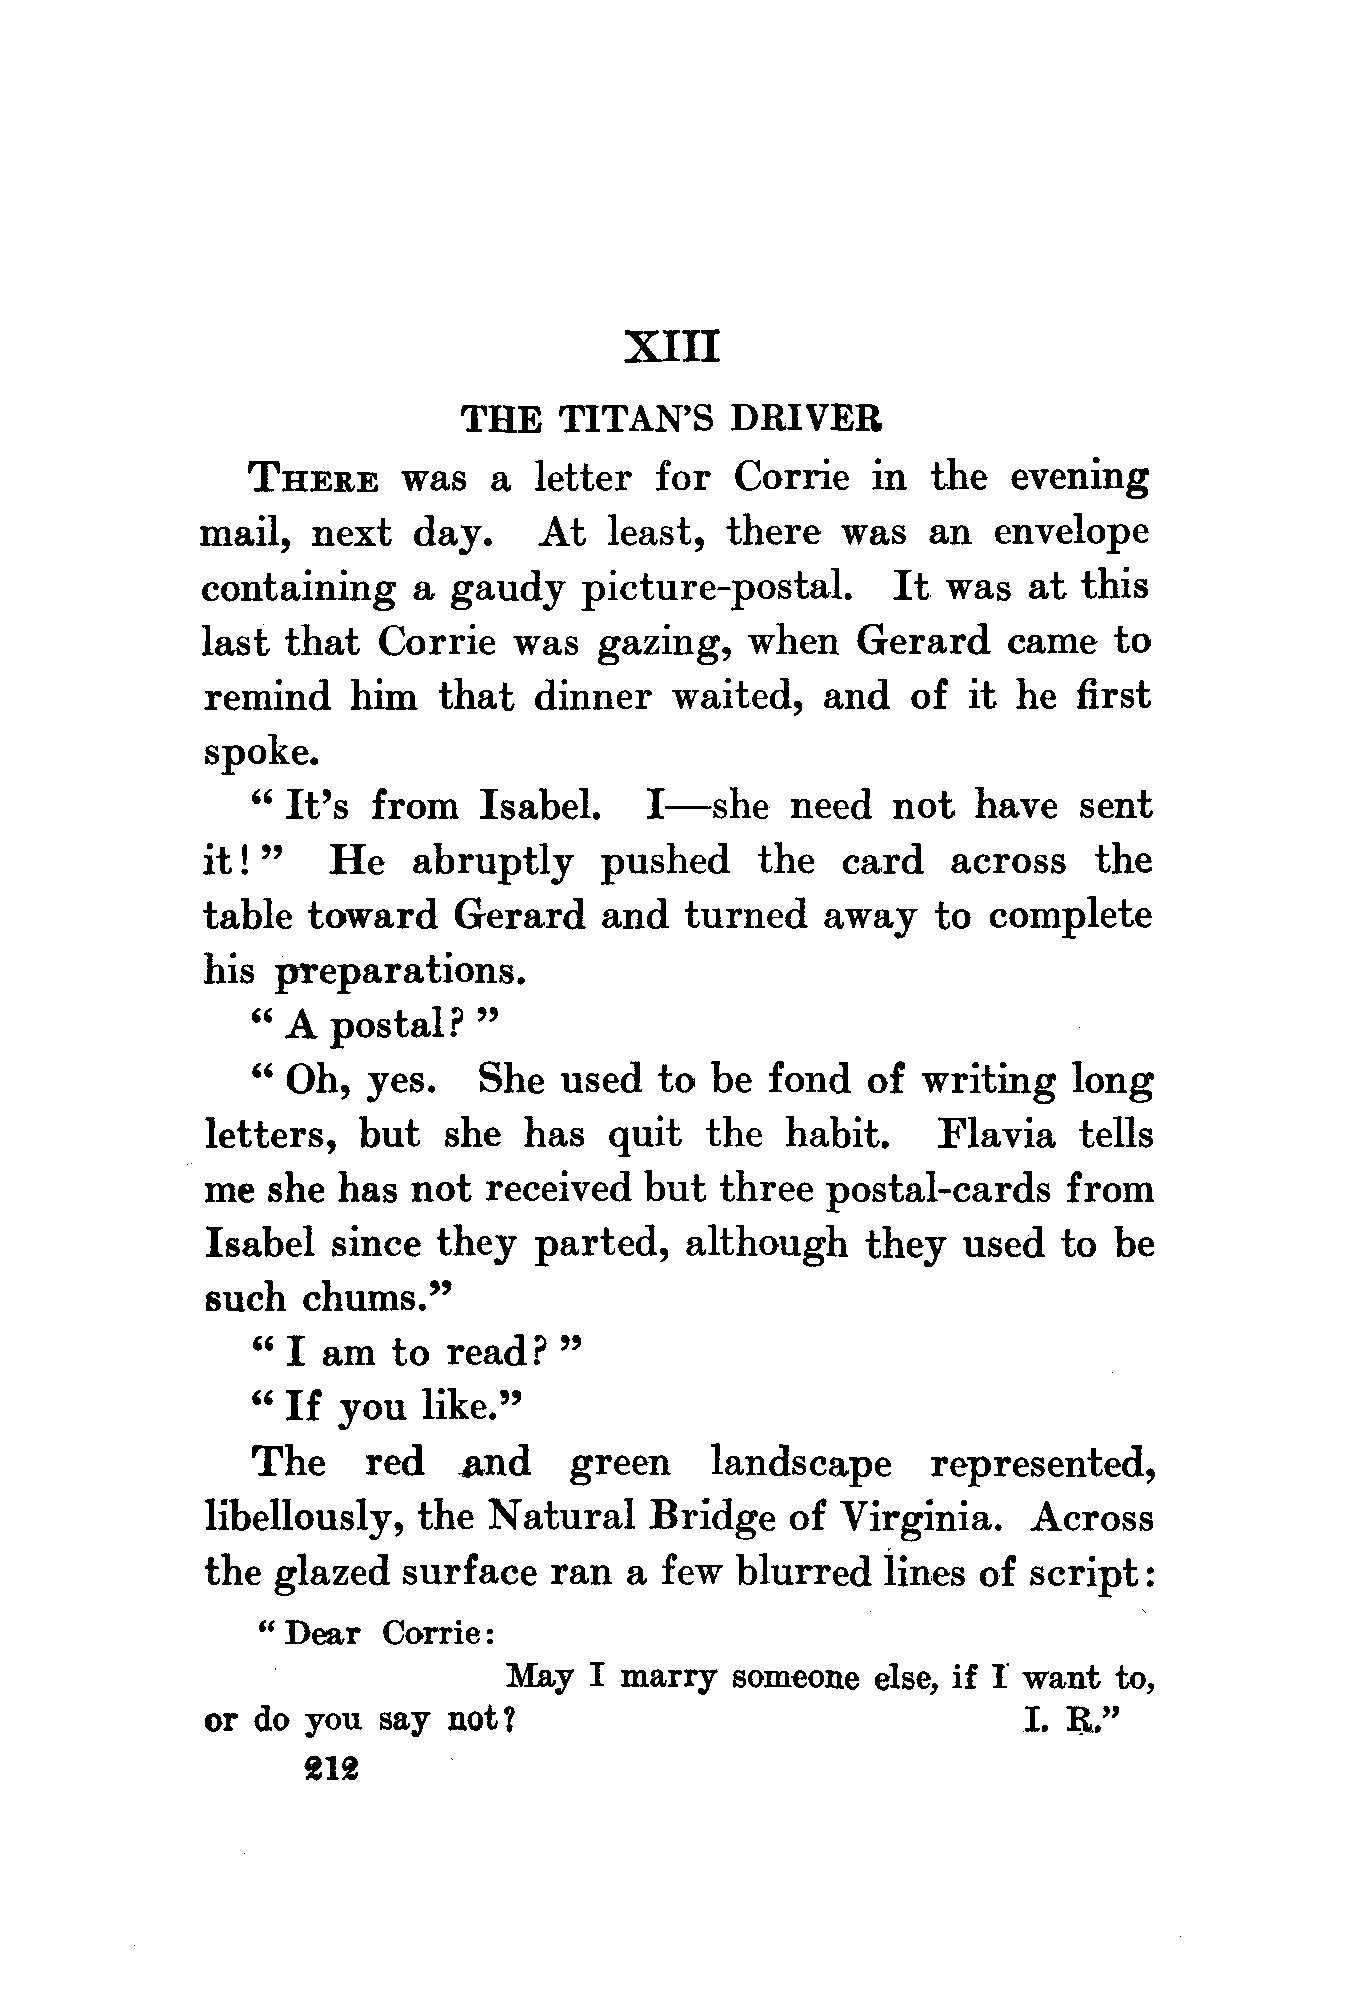 XIII
THE TITAN'S DRIVER
THERE was a letter for Corrie in the evening
mail, next day. At least, there was an envelope
containing a gaudy picture-postal. It was at this
last that Corrie was gazing, when Gerard came to
remind him that dinner waited, and of it he first
spoke.
“ It's from Isabel. I—she need not have sent
it! ” He abruptly pushed the card across the
table toward Gerard and turned away to complete
his preparations.
“ A postal? ”
“ Oh, yes. She used to be fond of writing long
letters, but she has quit the habit. Flavia tells
me she has not received but three postal-cards from
Isabel since they parted, although they used to be
such chums.”
“ I am to read? ”
“ If you like.”
The red and green landscape represented,
libellously, the Natural Bridge of Virginia. Across
the glazed surface ran a few blurred lines of script:
“ Dear Corrie:
May I marry someone else, if I want to,
or do you say not? I. R.”
212